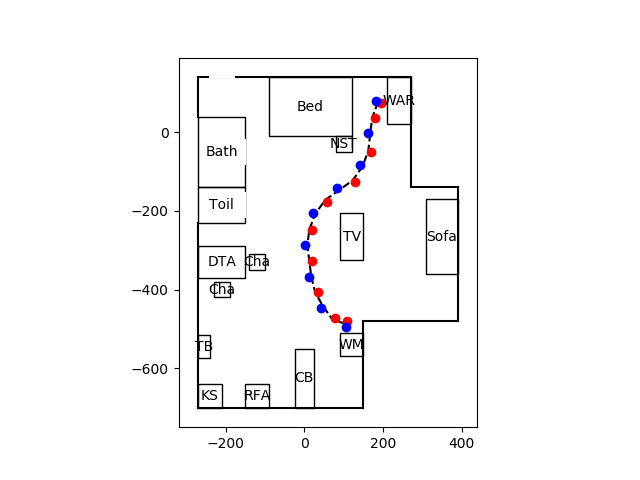 0
−200
−400
−600
−200
0
200
400
Bed
WAR
NST
Bath
Toil
TV
Sofa
DTA
Cha
Cha
TB
WM
CB
KS
RFA